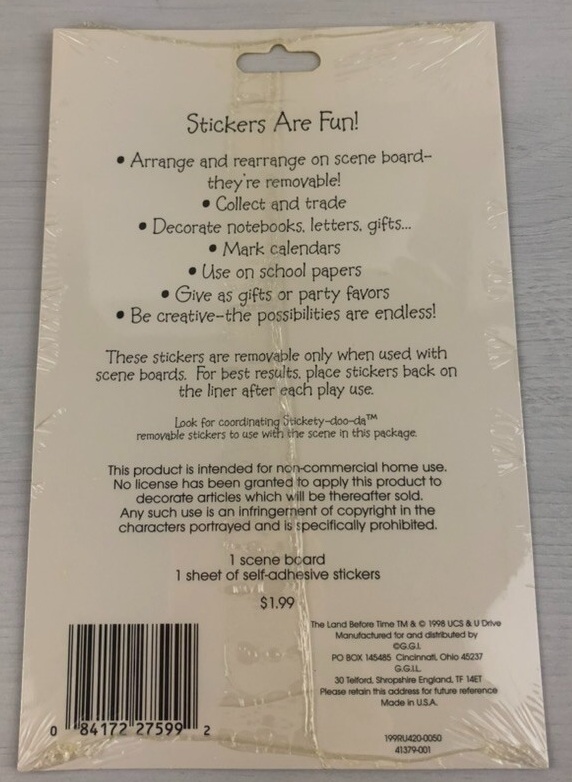 Stickers Are Fun!
• Arrange and rearrange on scene board-
they're removable!
• Collect and trade
• Decorate notebooks, letters, gifts...
• Mark calendars
• Use on school papers
• Give as gifts or party favors
• Be creative-the possibilities are endless!
These stickers are removable only when used with
scene boards. For best results, place stickers back on
the liner after each play use.
Look for coordinating Stickety-doo-da™
removable stickers to use with the scene in this package.
This product is intended for non-commercial home use.
No license has been granted to apply this product to
decorate articles which will be thereafter sold.
Any such use is an infringement of copyright in the
characters portrayed and is specifically prohibited.
1 scene board
1 sheet of self-adhesive stickers
$1.99
The Land Before Time TM & © 1998 UCS & U Drive
Manufactured for and distributed by
©G.G.I.
PO BOX 145485 Cincinnati, Ohio 45237
G.G.I.L.
30 Telford, Shropshire England, TF 14ET
Please retain this address for future reference
Made in U.S.A.
0 84172 27599 2
199RU420-0050
41379-001